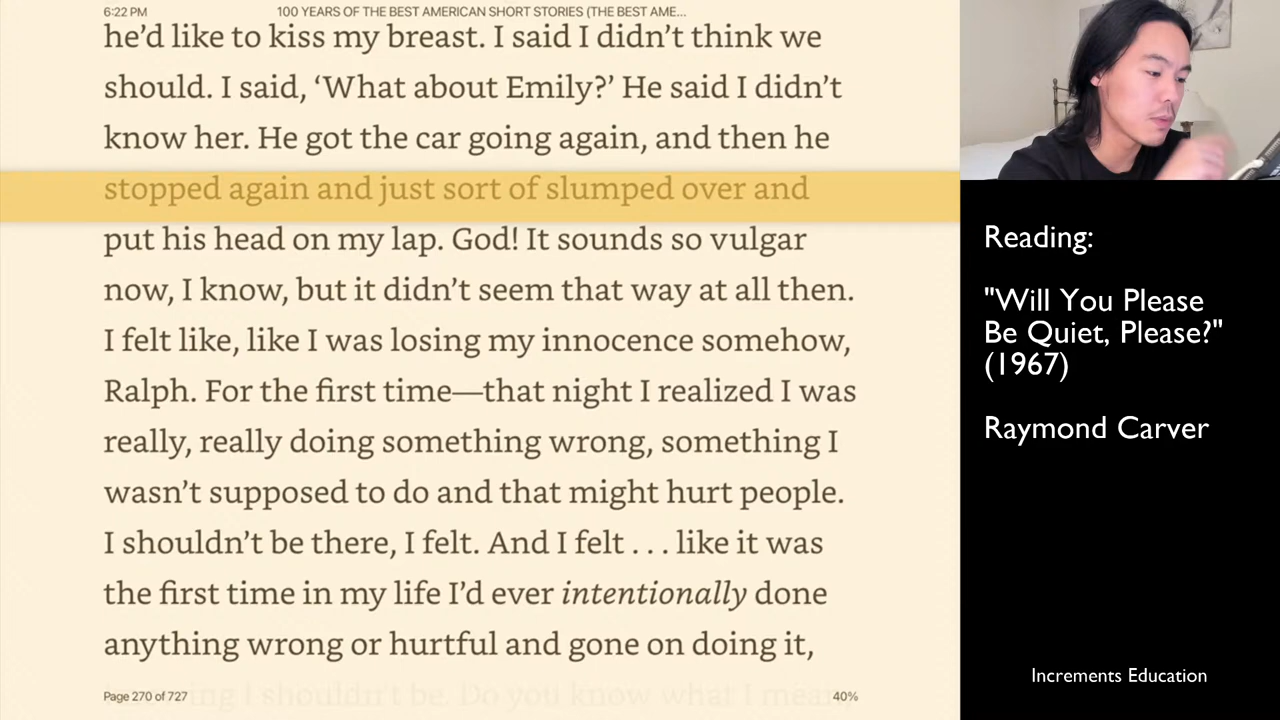 6:22 PM
100 YEARS OF THE BEST AMERICAN SHORT STORIES (THE BEST AME...
he’d like to kiss my breast. I said I didn’t think we
should. I said, ‘What about Emily?’ He said I didn’t
know her. He got the car going again, and then he
stopped again and just sort of slumped over and
put his head on my lap. God! It sounds so vulgar
now, I know, but it didn’t seem that way at all then.
I felt like, like I was losing my innocence somehow,
Ralph. For the first time—that night I realized I was
really, really doing something wrong, something I
wasn’t supposed to do and that might hurt people.
I shouldn’t be there, I felt. And I felt . . . like it was
the first time in my life I’d ever intentionally done
anything wrong or hurtful and gone on doing it,
I shouldn’t be. Do you know what I mean,
Page 270 of 727
40%
Reading:
"Will You Please
Be Quiet, Please?"
(1967)
Raymond Carver
Increments Education